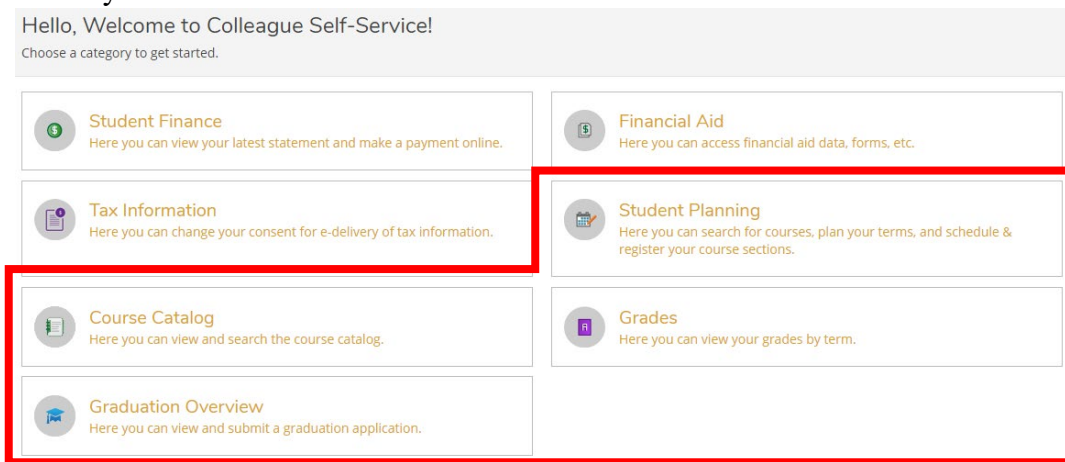 Hello, Welcome to Colleague Self-Service!
Choose a category to get started.
Student Finance
Here you can view your latest statement and make a payment online.
Financial Aid
Here you can access financial aid data, forms, etc.
Tax Information
Here you can change your consent for e-delivery of tax information.
Student Planning
Here you can search for courses, plan your terms, and schedule &
register your course sections.
Course Catalog
Here you can view and search the course catalog.
Grades
Here you can view your grades by term.
Graduation Overview
Here you can view and submit a graduation application.